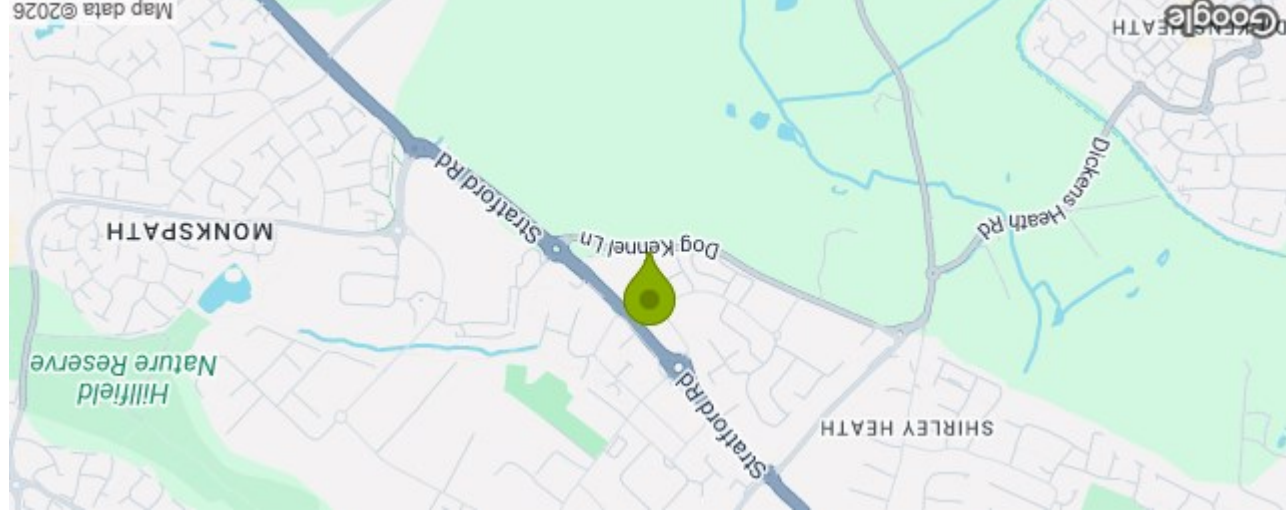 SHIRLEY HEATH
Stratford Rd
Hillfield
Nature Reserve
Stratford Rd
Dog Kennel Ln
Dickens Heath Rd
MONKSPATH
Stratford Rd
DICKENS HEATH
Google
Map data ©2026